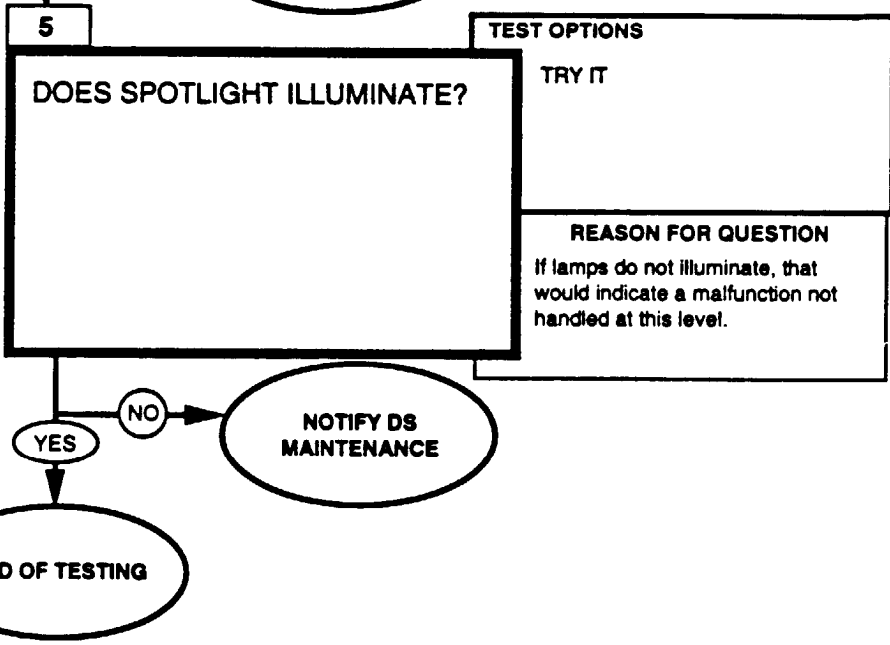 5
TEST OPTIONS
TRY IT
DOES SPOTLIGHT ILLUMINATE?
REASON FOR QUESTION
If lamps do not illuminate, that
would indicate a malfunction not
handled at this level.
NO
NOTIFY DS
MAINTENANCE
YES
D OF TESTING